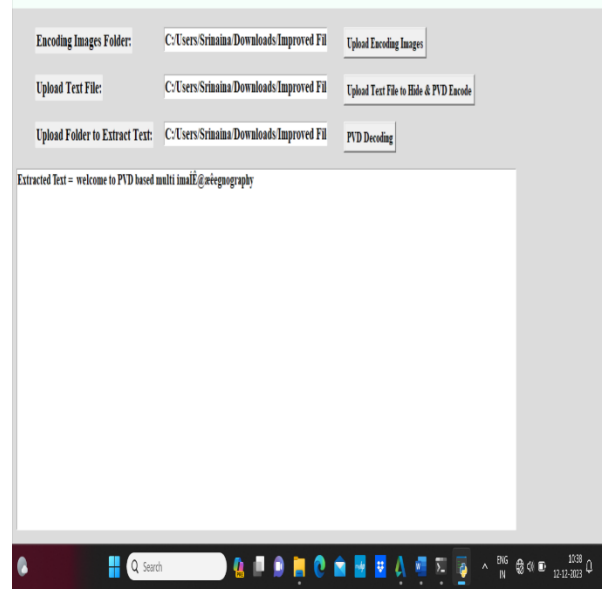 Encoding Images Folder: C:/Users/Srinaina/Downloads/Improved Fil Upload Encoding Images
Upload Text File: C:/Users/Srinaina/Downloads/Improved Fil Upload Text File to Hide & PVD Encode
Upload Folder to Extract Text: C:/Users/Srinaina/Downloads/Improved Fil PVD Decoding
Extracted Text = welcome to PVD based multi imaÏÊ@æèegnography
Search
ENG
IN
10:38
12-12-2023